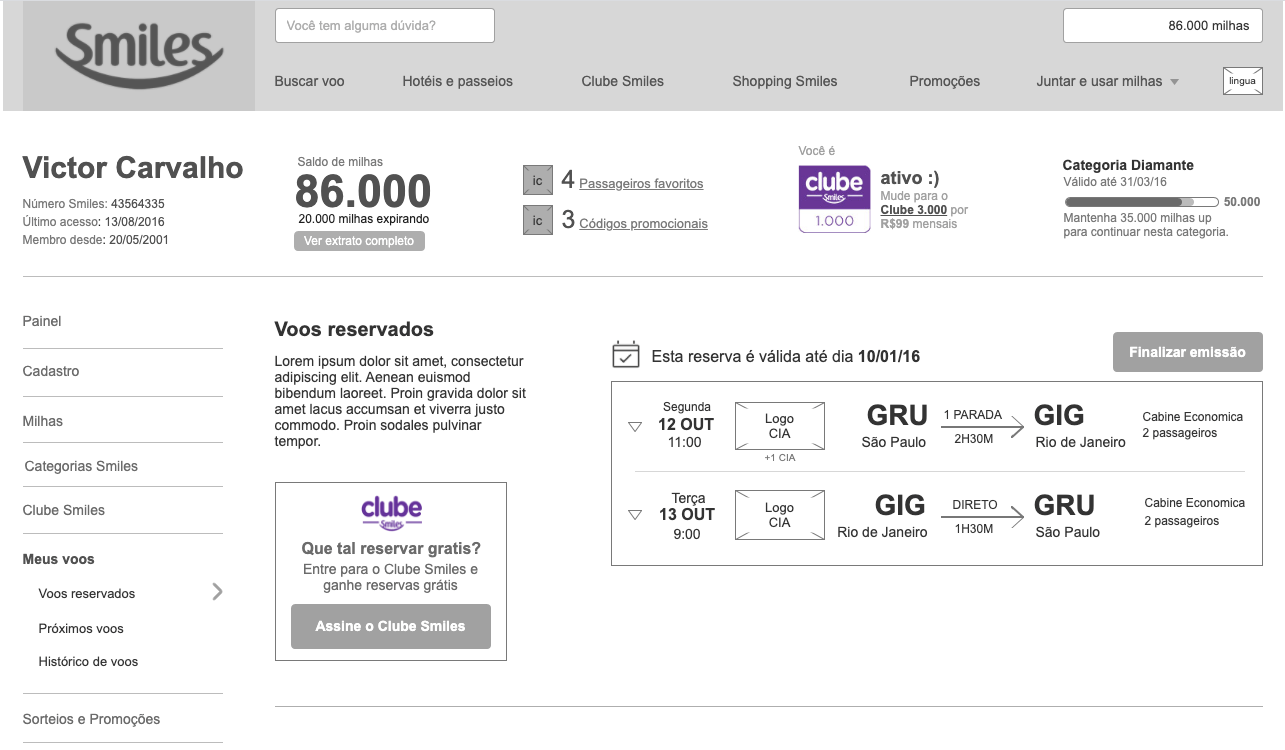 Smiles
Você tem alguma dúvida?
86.000 milhas
Buscar voo
Hotéis e passeios
Clube Smiles
Shopping Smiles
Promoções
Juntar e usar milhas
lingua
Victor Carvalho
Número Smiles: 43564335
Último acesso: 13/08/2016
Membro desde: 20/05/2001
Saldo de milhas
86.000
20.000 milhas expirando
Ver extrato completo
ic
4 Passageiros favoritos
ic
3 Códigos promocionais
Você é
clube
Smiles
1.000
ativo :)
Mude para o
Clube 3.000 por
R$99 mensais
Categoria Diamante
Válido até 31/03/16
50.000
Mantenha 35.000 milhas up
para continuar nesta categoria.
Painel
Cadastro
Milhas
Categorias Smiles
Clube Smiles
Meus voos
Voos reservados
Próximos voos
Histórico de voos
Sorteios e Promoções
Voos reservados
Lorem ipsum dolor sit amet, consectetur
adipiscing elit. Aenean euismod
bibendum laoreet. Proin gravida dolor sit
amet lacus accumsan et viverra justo
commodo. Proin sodales pulvinar
tempor.
clube
Smiles
Que tal reservar gratis?
Entre para o Clube Smiles e
ganhe reservas grátis
Assine o Clube Smiles
Esta reserva é válida até dia 10/01/16
Finalizar emissão
Segunda
12 OUT
11:00
Logo
CIA
+1 CIA
GRU
São Paulo
1 PARADA
2H30M
GIG
Rio de Janeiro
Cabine Economica
2 passageiros
Terça
13 OUT
9:00
Logo
CIA
GIG
Rio de Janeiro
DIRETO
1H30M
GRU
São Paulo
Cabine Economica
2 passageiros